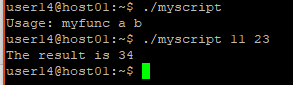 user14@host01:~$ ./myscript
Usage: myfunc a b
user14@host01:~$ ./myscript 11 23
The result is 34
user14@host01:~$